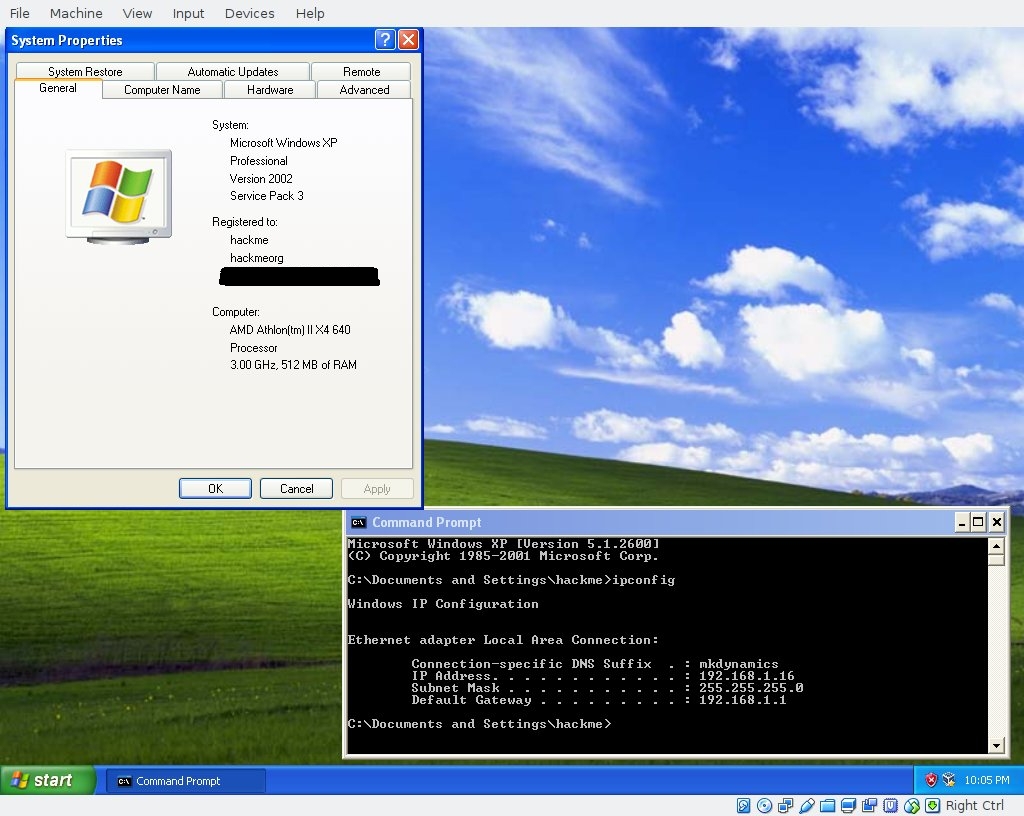 File Machine View Input Devices Help
System Properties
System Restore Automatic Updates Remote
General Computer Name Hardware Advanced
System:
Microsoft Windows XP
Professional
Version 2002
Service Pack 3
Registered to:
hackme
hackmeorg
Computer:
AMD Athlon(tm) II X4 640
Processor
3.00 GHz, 512 MB of RAM
OK Cancel Apply
C:\ Command Prompt
Microsoft Windows XP [Version 5.1.2600]
(C) Copyright 1985-2001 Microsoft Corp.
C:\Documents and Settings\hackme>ipconfig
Windows IP Configuration
Ethernet adapter Local Area Connection:
Connection-specific DNS Suffix . : mkdynamics
IP Address. . . . . . . . . . . . : 192.168.1.16
Subnet Mask . . . . . . . . . . . : 255.255.255.0
Default Gateway . . . . . . . . . : 192.168.1.1
C:\Documents and Settings\hackme>
start C:\ Command Prompt 10:05 PM
Right Ctrl